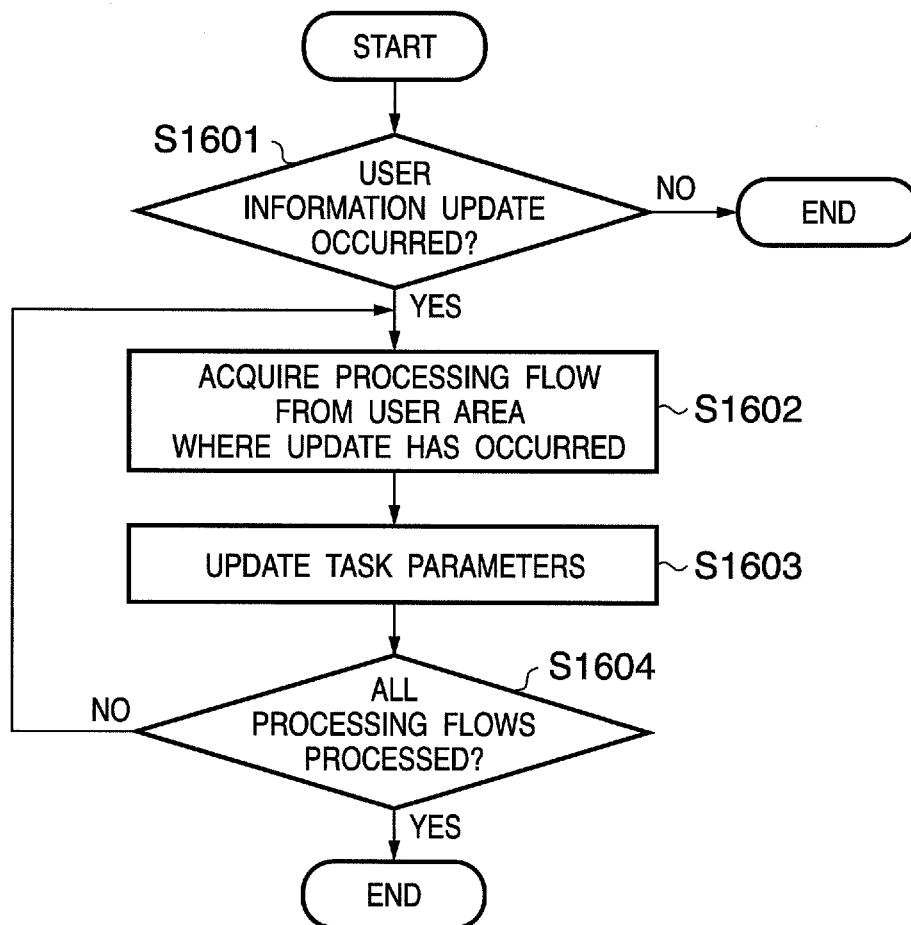 START
S1601
USER
INFORMATION UPDATE
OCCURRED?
NO
END
YES
ACQUIRE PROCESSING FLOW
FROM USER AREA
WHERE UPDATE HAS OCCURRED
S1602
UPDATE TASK PARAMETERS
S1603
S1604
ALL
PROCESSING FLOWS
PROCESSED?
NO
YES
END